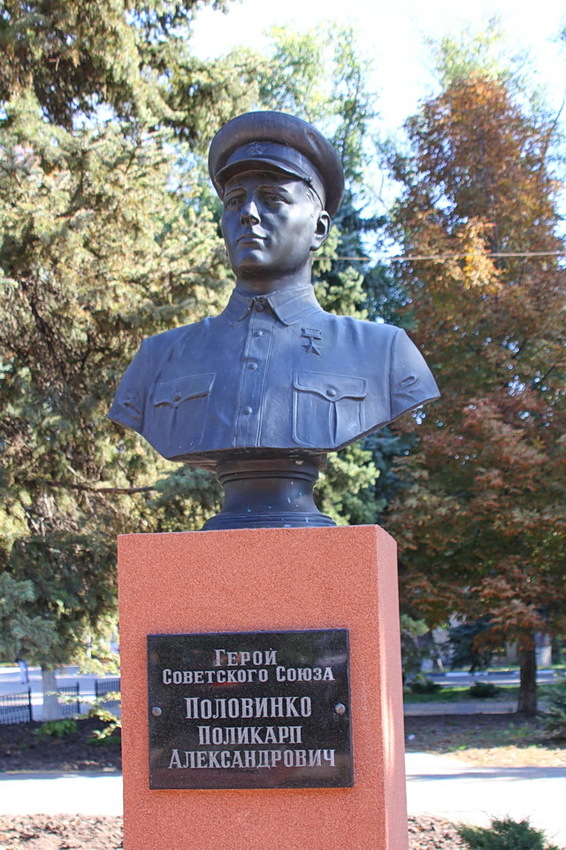 Герой
Советского Союза
ПОЛОВИНКО
Поликарп
Александрович